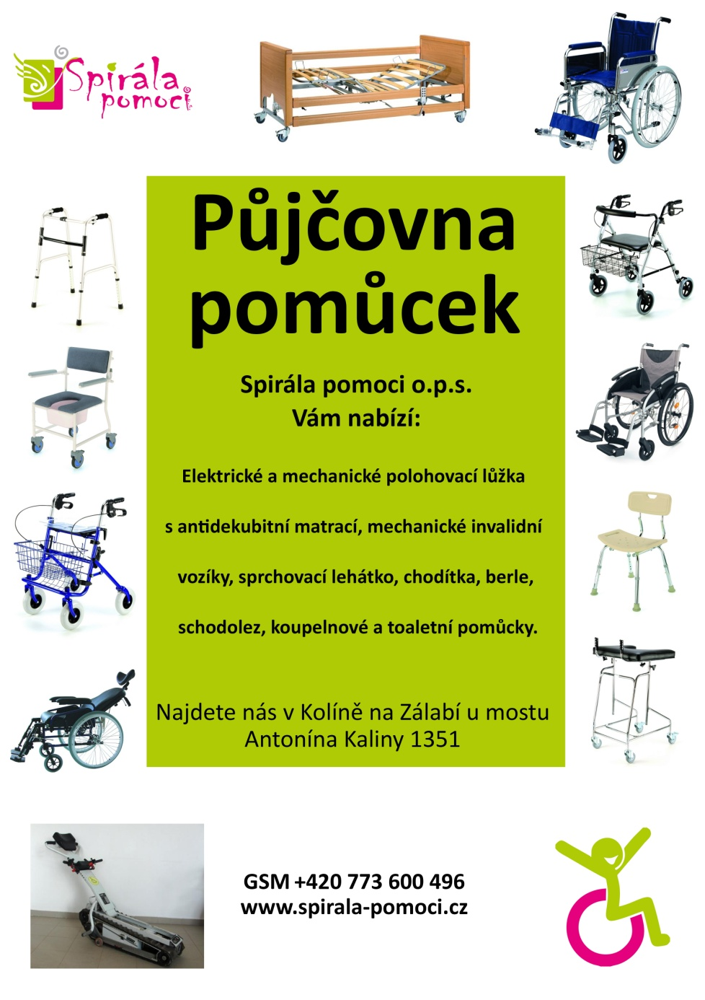 Spirála
pomoci
Půjčovna
pomůcek
Spirála pomoci o.p.s.
Vám nabízí:
Elektrické a mechanické polohovací lůžka
s antidekubitní matrací, mechanické invalidní
vozíky, sprchovací lehátko, chodítka, berle,
schodolez, koupelnové a toaletní pomůcky.
Najdete nás v Kolíně na Zálabí u mostu
Antonína Kaliny 1351
GSM +420 773 600 496
www.spirala-pomoci.cz